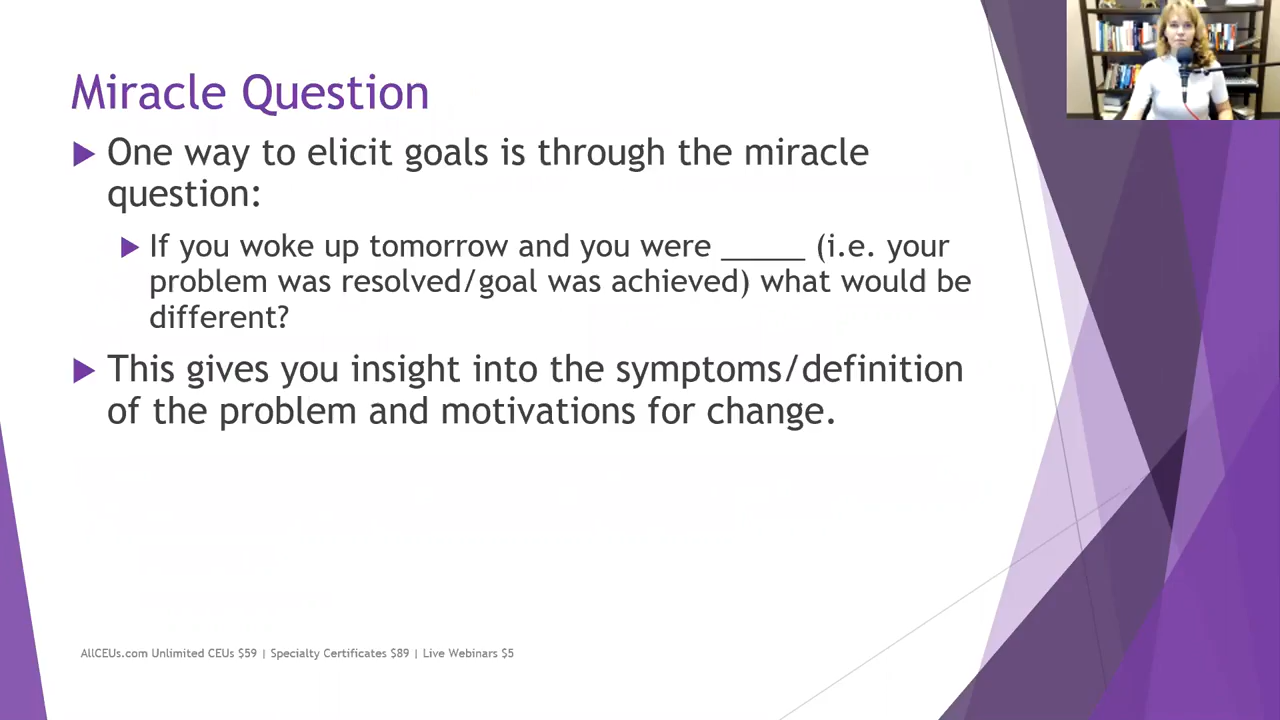 Miracle Question
One way to elicit goals is through the miracle
question:
If you woke up tomorrow and you were _____ (i.e. your
problem was resolved/goal was achieved) what would be
different?
This gives you insight into the symptoms/definition
of the problem and motivations for change.
AllCEUs.com Unlimited CEUs $59 | Specialty Certificates $89 | Live Webinars $5